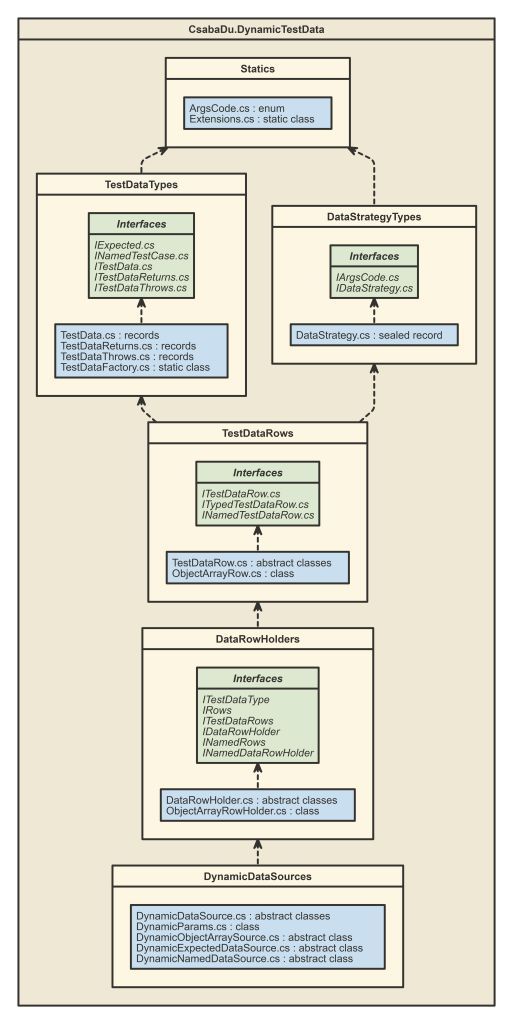 CsabaDu.DynamicTestData
Statics
ArgsCode.cs : enum
Extensions.cs : static class
TestDataTypes
Interfaces
IExpected.cs
INamedTestCase.cs
ITestData.cs
ITestDataReturns.cs
ITestDataThrows.cs
TestData.cs : records
TestDataReturns.cs : records
TestDataThrows.cs : records
TestDataFactory.cs : static class
DataStrategyTypes
Interfaces
IArgsCode.cs
IDataStrategy.cs
DataStrategy.cs : sealed record
TestDataRows
Interfaces
ITestDataRow.cs
ITypedTestDataRow.cs
INamedTestDataRow.cs
TestDataRow.cs : abstract classes
ObjectArrayRow.cs : class
DataRowHolders
Interfaces
ITestDataType
IRows
ITestDataRows
IDataRowHolder
INamedRows
INamedDataRowHolder
DataRowHolder.cs : abstract classes
ObjectArrayRowHolder.cs : class
DynamicDataSources
DynamicDataSource.cs : abstract classes
DynamicParams.cs : class
DynamicObjectArraySource.cs : abstract class
DynamicExpectedDataSource.cs : abstract class
DynamicNamedDataSource.cs : abstract class